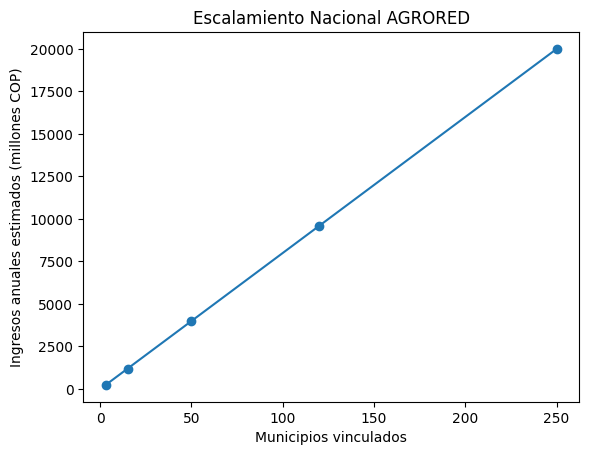 Escalamiento Nacional AGRORED
Ingresos anuales estimados (millones COP)
20000
17500
15000
12500
10000
7500
5000
2500
0
0 50 100 150 200 250
Municipios vinculados